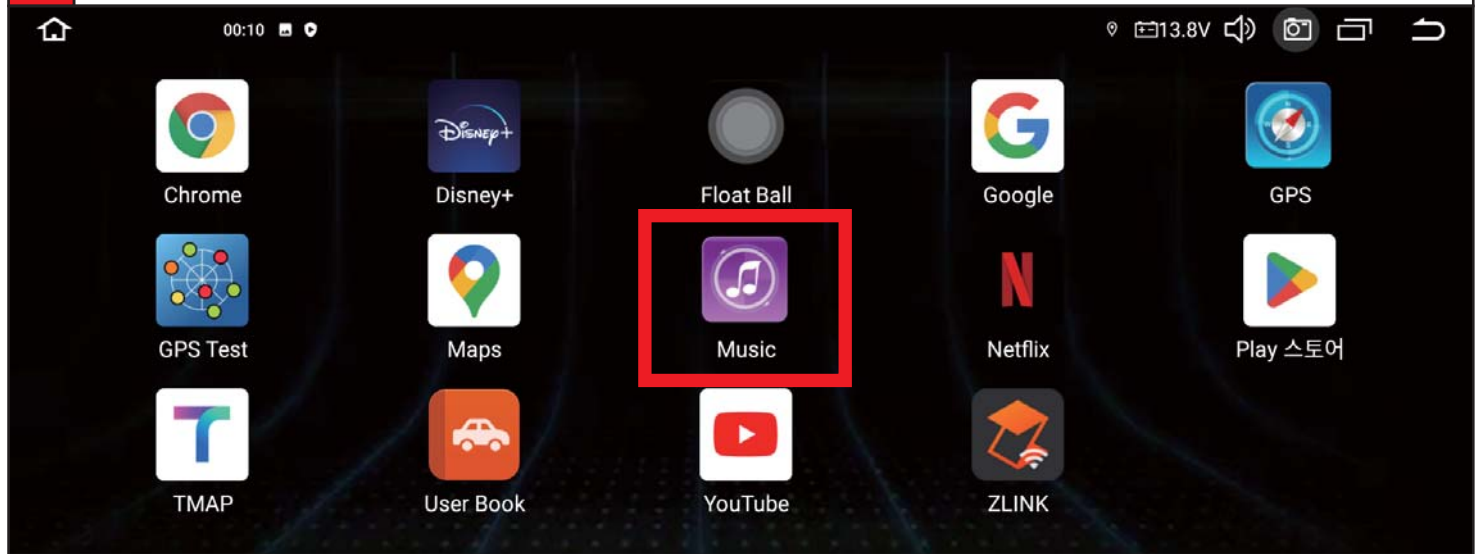 00:10 13.8V
Chrome Disney+ Float Ball Google GPS
GPS Test Maps Music Netflix Play 스토어
TMAP User Book YouTube ZLINK